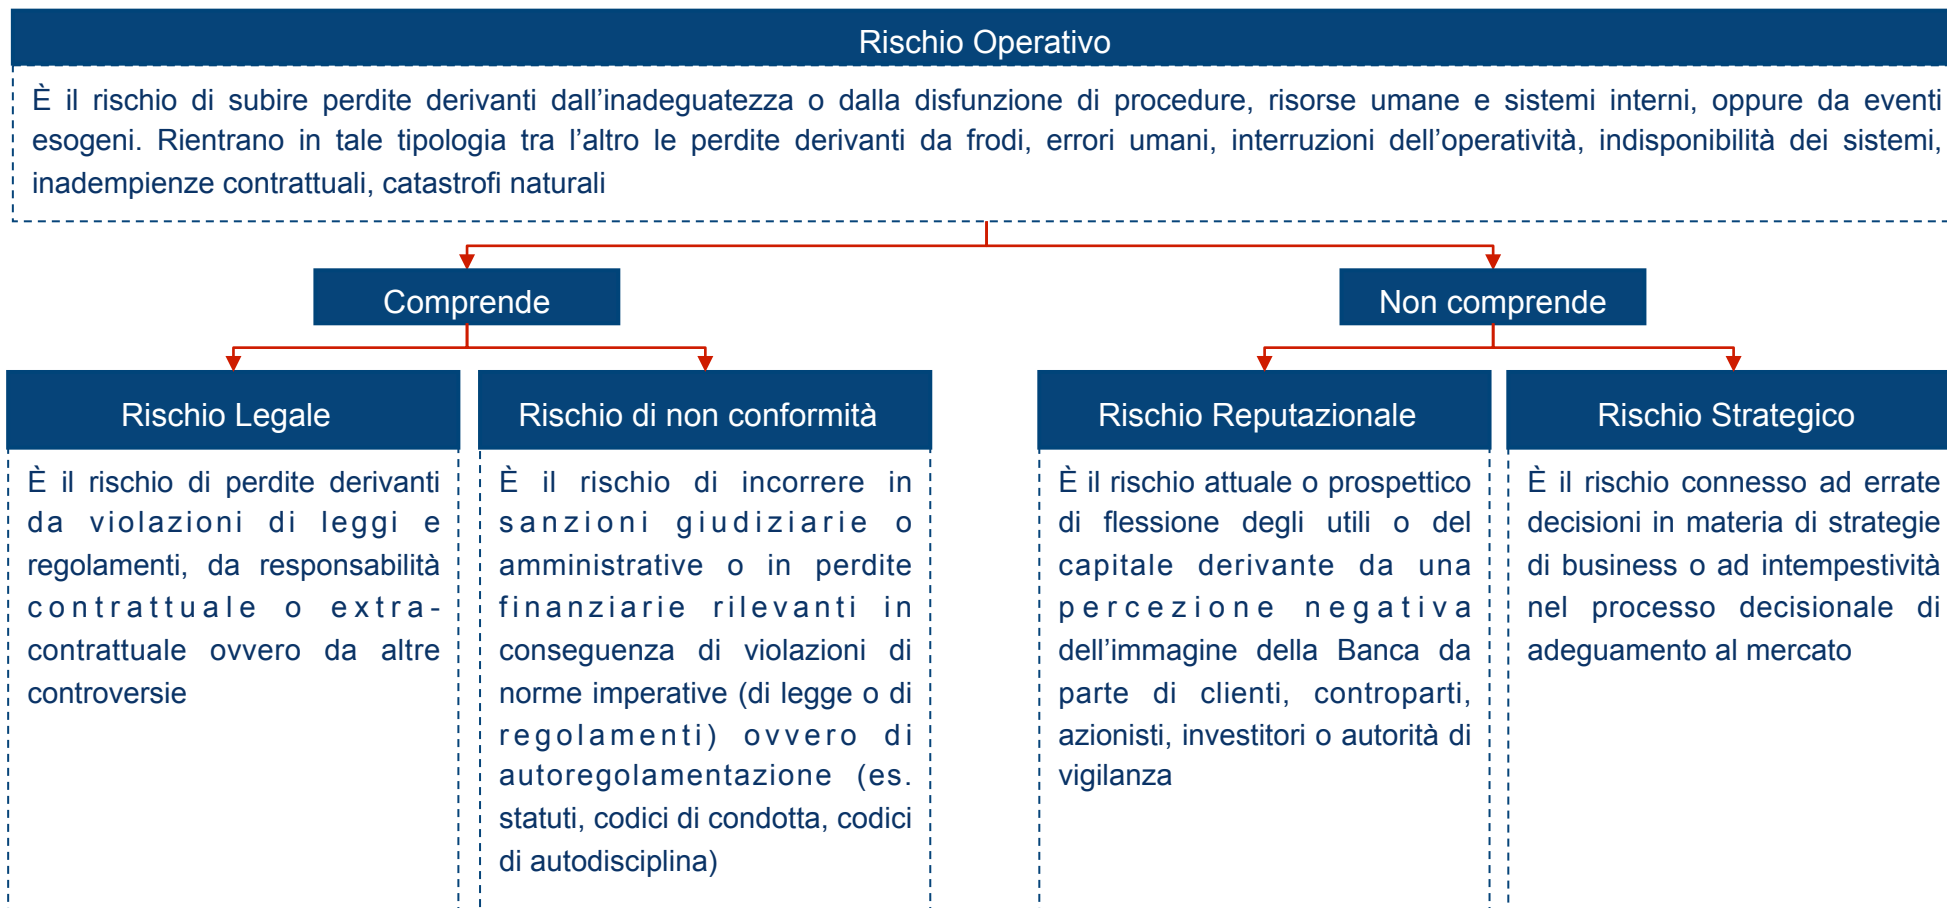 Rischio Operativo
È il rischio di subire perdite derivanti dall’inadeguatezza o dalla disfunzione di procedure, risorse umane e sistemi interni, oppure da eventi
esogeni. Rientrano in tale tipologia tra l’altro le perdite derivanti da frodi, errori umani, interruzioni dell’operatività, indisponibilità dei sistemi,
inadempienze contrattuali, catastrofi naturali
Comprende
Non comprende
Rischio Legale
È il rischio di perdite derivanti
da violazioni di leggi e
regolamenti, da responsabilità
contrattuale o extra-
contrattuale ovvero da altre
controversie
Rischio di non conformità
È il rischio di incorrere in
sanzioni giudiziarie o
amministrative o in perdite
finanziarie rilevanti in
conseguenza di violazioni di
norme imperative (di legge o di
regolamenti) ovvero di
autoregolamentazione (es.
statuti, codici di condotta, codici
di autodisciplina)
Rischio Reputazionale
È il rischio attuale o prospettico
di flessione degli utili o del
capitale derivante da una
percezione negativa
dell’immagine della Banca da
parte di clienti, controparti,
azionisti, investitori o autorità di
vigilanza
Rischio Strategico
È il rischio connesso ad errate
decisioni in materia di strategie
di business o ad intempestività
nel processo decisionale di
adeguamento al mercato